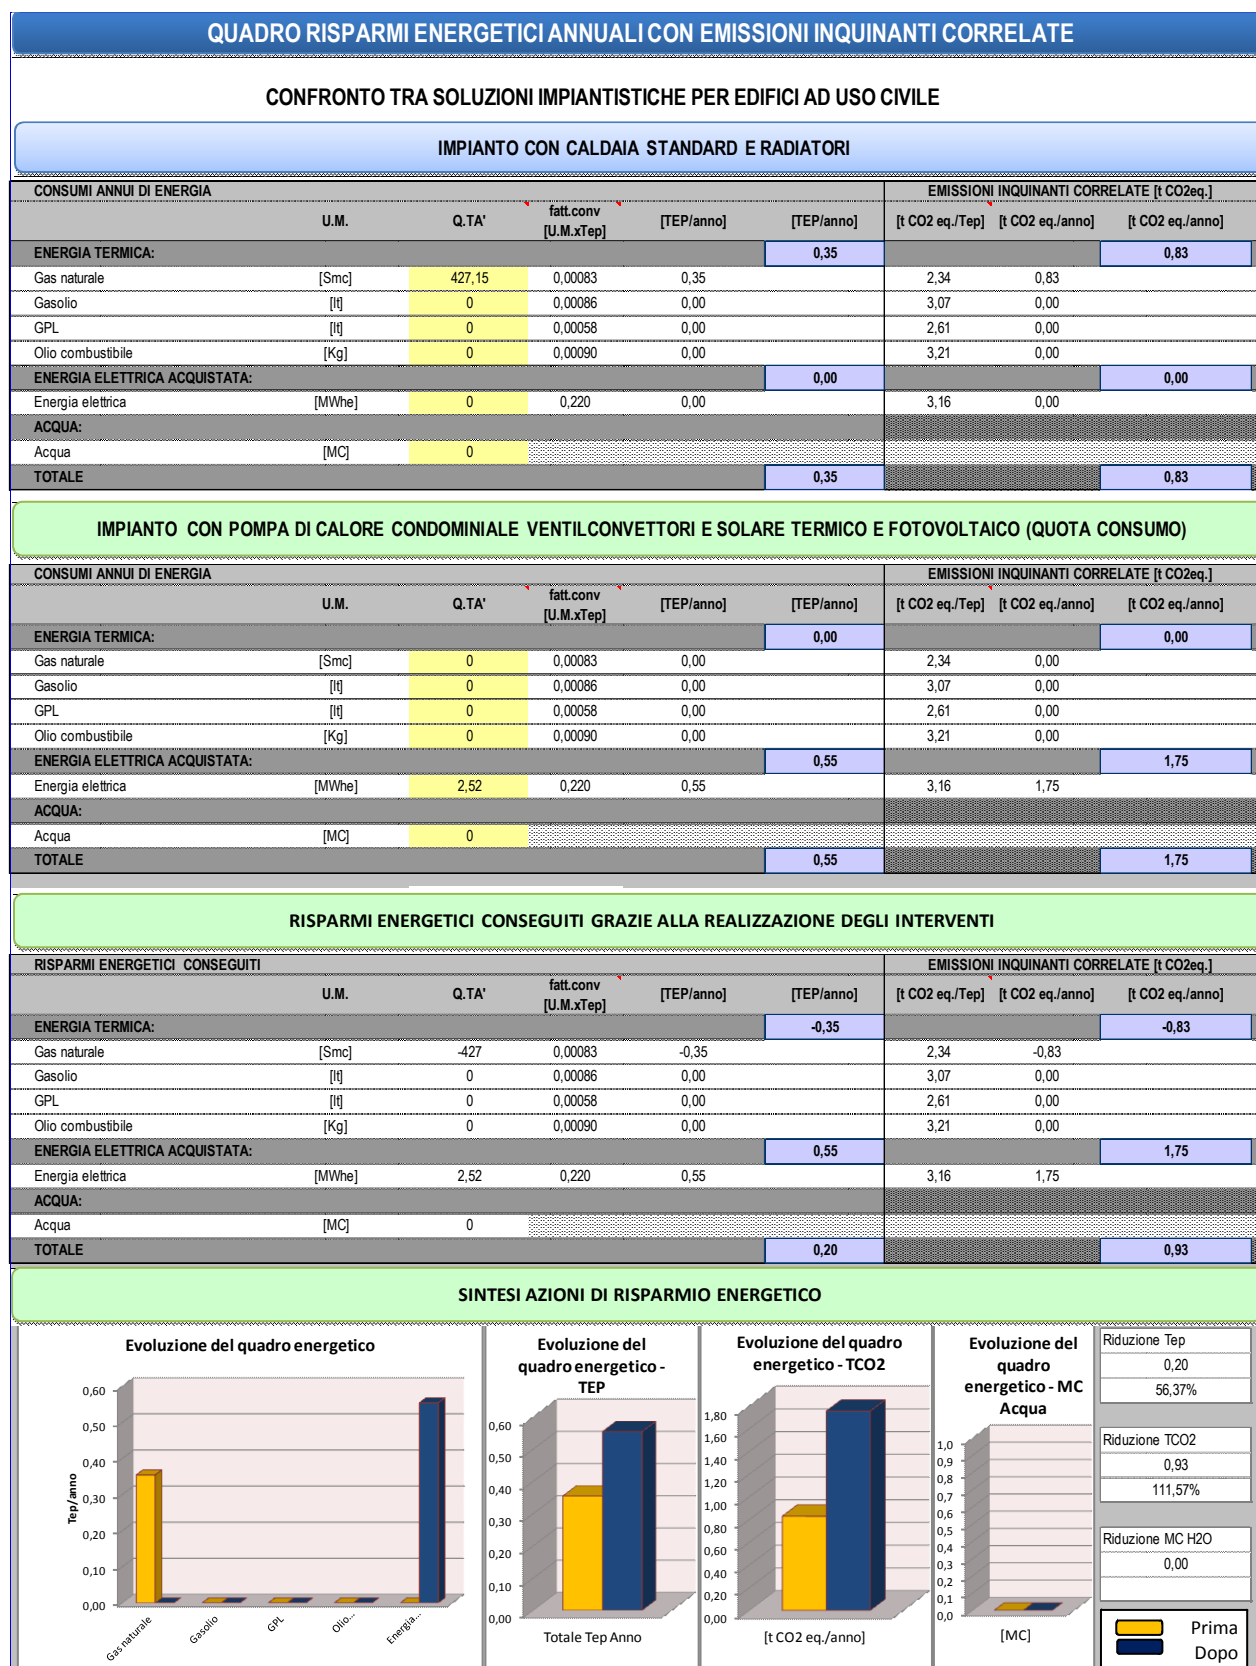 QUADRO RISPARMI ENERGETICI ANNUALI CON EMISSIONI INQUINANTI CORRELATE
CONFRONTO TRA SOLUZIONI IMPIANTISTICHE PER EDIFICI AD USO CIVILE
IMPIANTO CON CALDAIA STANDARD E RADIATORI
CONSUMI ANNUI DI ENERGIA EMISSIONI INQUINANTI CORRELATE [t CO2eq.]
U.M. Q.TA' fatt.conv [U.M.xTep] [TEP/anno] [TEP/anno] [t CO2 eq./Tep] [t CO2 eq./anno] [t CO2 eq./anno]
ENERGIA TERMICA: 0,35 0,83
Gas naturale [Smc] 427,15 0,00083 0,35 2,34 0,83
Gasolio [lt] 0 0,00086 0,00 3,07 0,00
GPL [lt] 0 0,00058 0,00 2,61 0,00
Olio combustibile [Kg] 0 0,00090 0,00 3,21 0,00
ENERGIA ELETTRICA ACQUISTATA: 0,00 0,00
Energia elettrica [MWhe] 0 0,220 0,00 3,16 0,00
ACQUA:
Acqua [MC] 0
TOTALE 0,35 0,83
IMPIANTO CON POMPA DI CALORE CONDOMINIALE VENTILCONVETTORI E SOLARE TERMICO E FOTOVOLTAICO (QUOTA CONSUMO)
CONSUMI ANNUI DI ENERGIA EMISSIONI INQUINANTI CORRELATE [t CO2eq.]
U.M. Q.TA' fatt.conv [U.M.xTep] [TEP/anno] [TEP/anno] [t CO2 eq./Tep] [t CO2 eq./anno] [t CO2 eq./anno]
ENERGIA TERMICA: 0,00 0,00
Gas naturale [Smc] 0 0,00083 0,00 2,34 0,00
Gasolio [lt] 0 0,00086 0,00 3,07 0,00
GPL [lt] 0 0,00058 0,00 2,61 0,00
Olio combustibile [Kg] 0 0,00090 0,00 3,21 0,00
ENERGIA ELETTRICA ACQUISTATA: 0,55 1,75
Energia elettrica [MWhe] 2,52 0,220 0,55 3,16 1,75
ACQUA:
Acqua [MC] 0
TOTALE 0,55 1,75
RISPARMI ENERGETICI CONSEGUITI GRAZIE ALLA REALIZZAZIONE DEGLI INTERVENTI
RISPARMI ENERGETICI CONSEGUITI EMISSIONI INQUINANTI CORRELATE [t CO2eq.]
U.M. Q.TA' fatt.conv [U.M.xTep] [TEP/anno] [TEP/anno] [t CO2 eq./Tep] [t CO2 eq./anno] [t CO2 eq./anno]
ENERGIA TERMICA: -0,35 -0,83
Gas naturale [Smc] -427 0,00083 -0,35 2,34 -0,83
Gasolio [lt] 0 0,00086 0,00 3,07 0,00
GPL [lt] 0 0,00058 0,00 2,61 0,00
Olio combustibile [Kg] 0 0,00090 0,00 3,21 0,00
ENERGIA ELETTRICA ACQUISTATA: 0,55 1,75
Energia elettrica [MWhe] 2,52 0,220 0,55 3,16 1,75
ACQUA:
Acqua [MC] 0
TOTALE 0,20 0,93
SINTESI AZIONI DI RISPARMIO ENERGETICO
Evoluzione del quadro energetico
Tep/anno
0,60
0,50
0,40
0,30
0,20
0,10
0,00
Gas naturale
Gasolio
GPL
Olio...
Energia...
Evoluzione del
quadro energetico -
TEP
0,60
0,50
0,40
0,30
0,20
0,10
0,00
Totale Tep Anno
Evoluzione del quadro
energetico - TCO2
1,80
1,60
1,40
1,20
1,00
0,80
0,60
0,40
0,20
0,00
[t CO2 eq./anno]
Evoluzione del
quadro
energetico - MC
Acqua
1,0
0,9
0,8
0,7
0,6
0,5
0,4
0,3
0,2
0,1
0,0
[MC]
Riduzione Tep
0,20
56,37%
Riduzione TCO2
0,93
111,57%
Riduzione MC H2O
0,00
Prima
Dopo